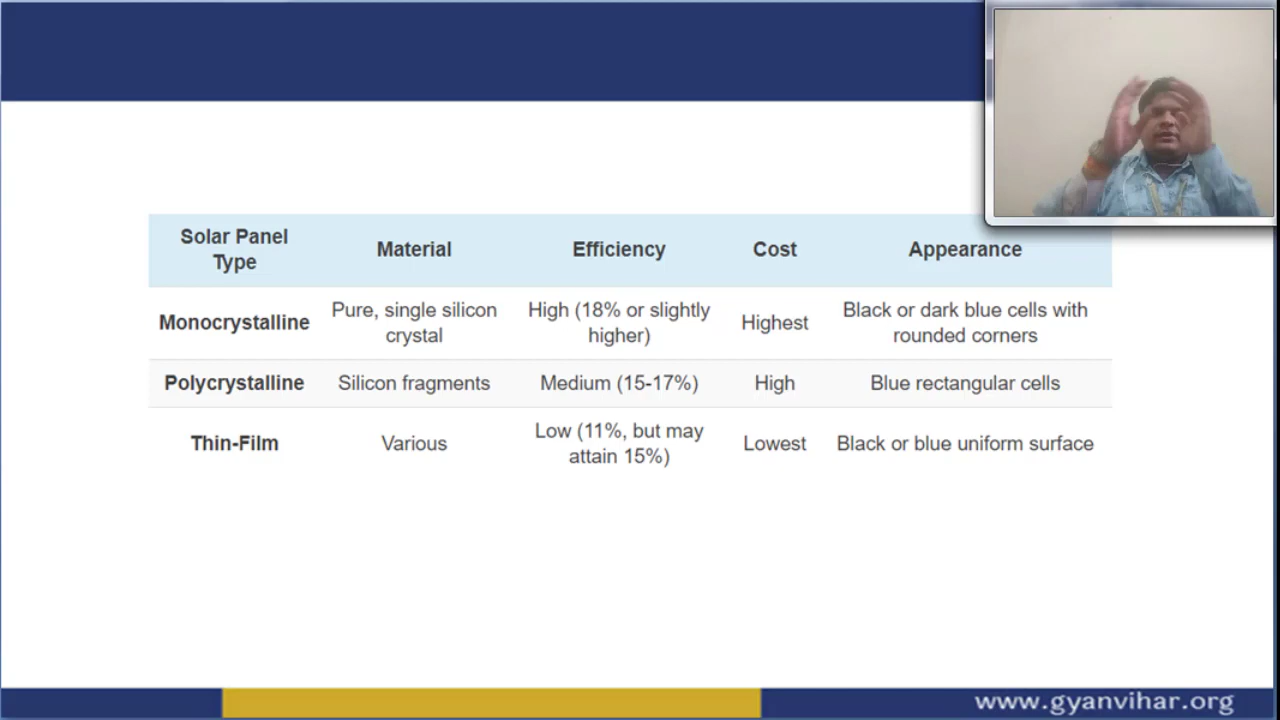 Solar Panel
Type
Material
Efficiency
Cost
Appearance
Monocrystalline
Pure, single silicon
crystal
High (18% or slightly
higher)
Highest
Black or dark blue cells with
rounded corners
Polycrystalline
Silicon fragments
Medium (15-17%)
High
Blue rectangular cells
Thin-Film
Various
Low (11%, but may
attain 15%)
Lowest
Black or blue uniform surface
www.gyanvihar.org